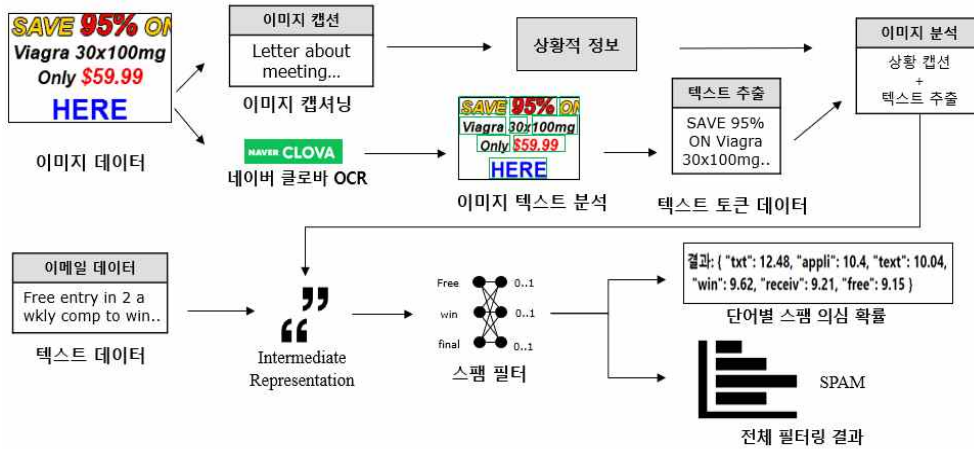 SAVE 95% ON
Viagra 30x100mg
Only $59.99
HERE
이미지 데이터
이미지 캡션
Letter about
meeting...
이미지 캡셔닝
상황적 정보
이미지 분석
상황 캡션
+
텍스트 추출
NAVER CLOVA
네이버 클로바 OCR
SAVE 95% ON
Viagra 30x100mg
Only $59.99
HERE
이미지 텍스트 분석
텍스트 추출
SAVE 95%
ON Viagra
30x100mg..
텍스트 토큰 데이터
이메일 데이터
Free entry in 2 a
wkly comp to win..
텍스트 데이터
Intermediate
Representation
Free 0..1
win 0..1
final 0..1
스팸 필터
결과: { "txt": 12.48, "appli": 10.4, "text": 10.04,
"win": 9.62, "receiv": 9.21, "free": 9.15 }
단어별 스팸 의심 확률
SPAM
전체 필터링 결과